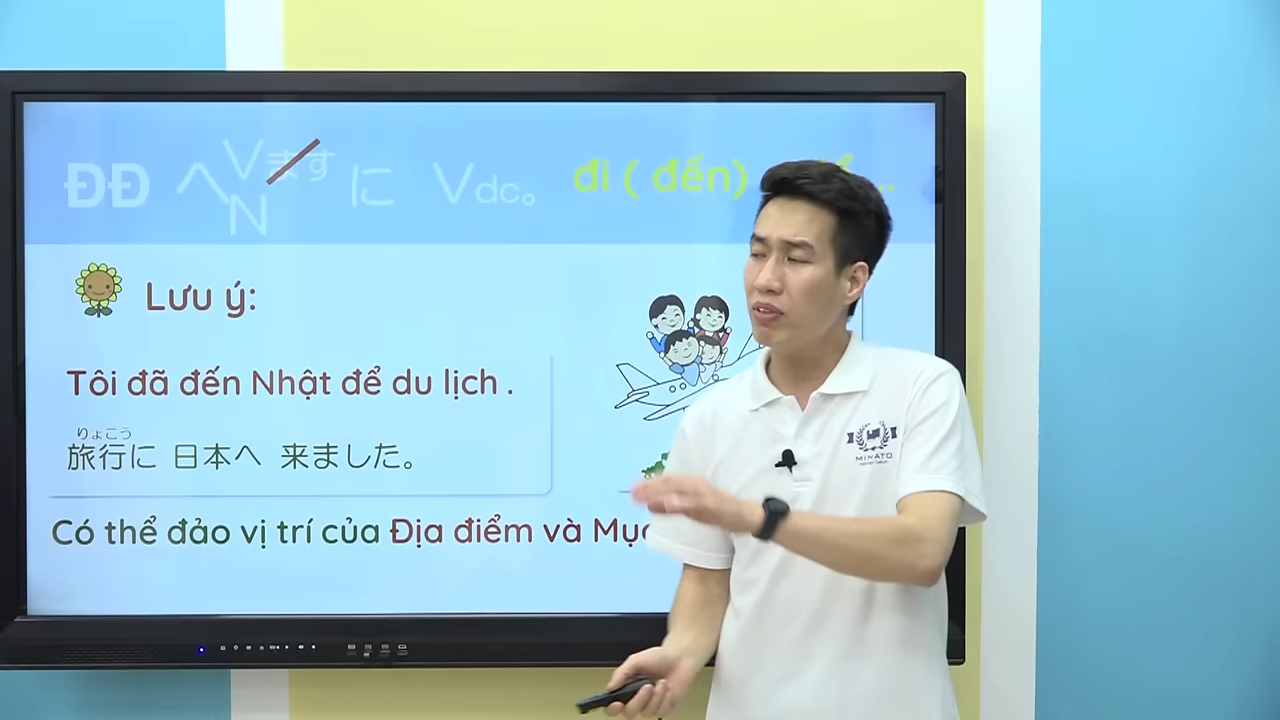 ĐĐ へ Vます に Vdc。 đi ( đến) ...
N
Lưu ý:
Tôi đã đến Nhật để du lịch .
りょこう
旅行に 日本へ 来ました。
Có thể đảo vị trí của Địa điểm và Mục
MINATO